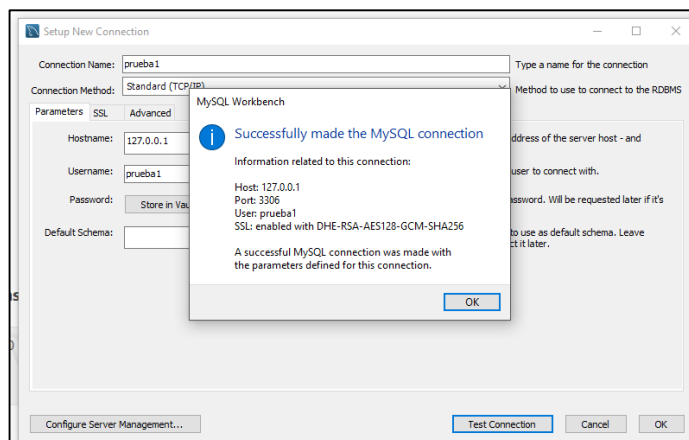 Setup New Connection
Connection Name: prueba1 Type a name for the connection
Connection Method: Standard (TCP/IP) Method to use to connect to the RDBMS
Parameters SSL Advanced
MySQL Workbench
Successfully made the MySQL connection
Information related to this connection:
Host: 127.0.0.1
Port: 3306
User: prueba1
SSL: enabled with DHE-RSA-AES128-GCM-SHA256
A successful MySQL connection was made with
the parameters defined for this connection.
OK
Hostname: 127.0.0.1 address of the server host - and
Username: prueba1 user to connect with.
Password: Store in Vau Will be requested later if it's
Default Schema: to use as default schema. Leave
it later.
Configure Server Management... Test Connection Cancel OK